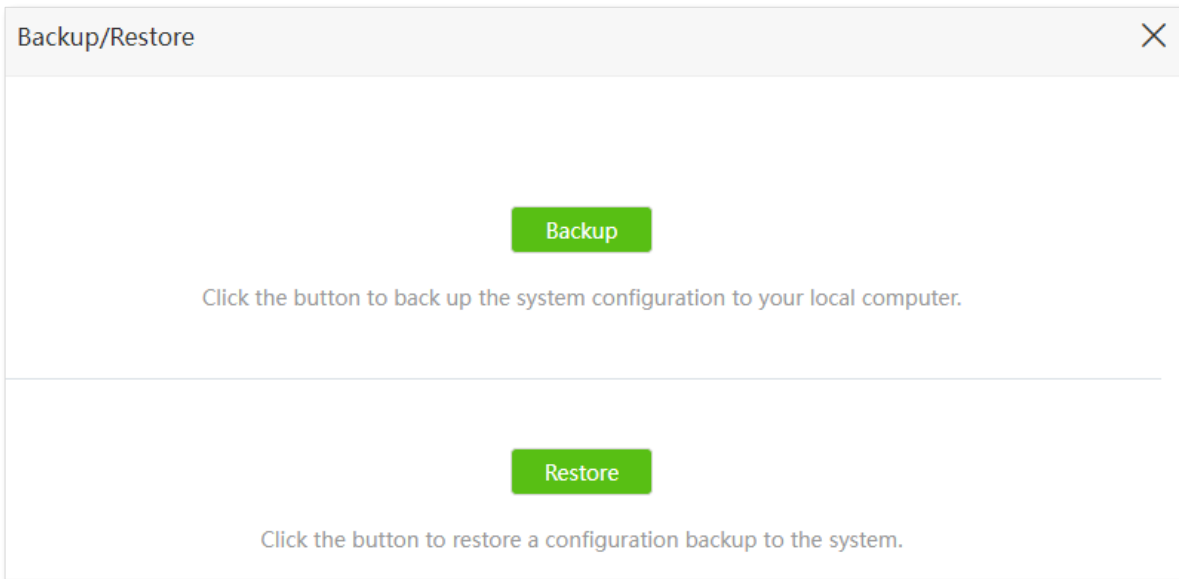 Backup/Restore
Backup
Click the button to back up the system configuration to your local computer.
Restore
Click the button to restore a configuration backup to the system.